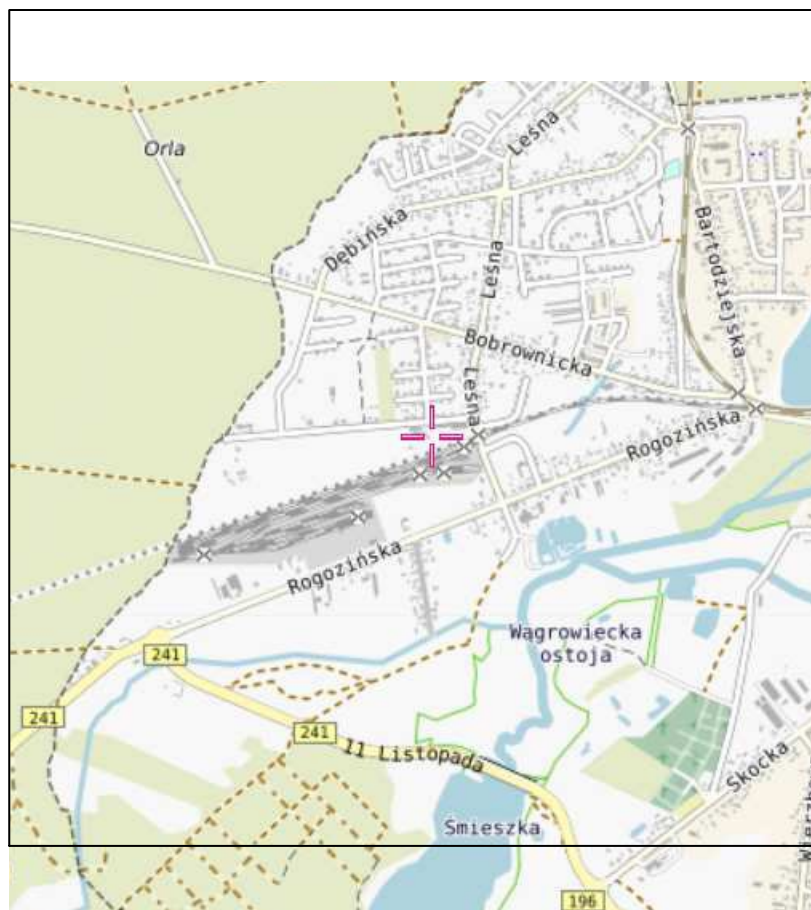 Orla
Leśna
Dębińska
Leśna
Bartodziejska
Bobrownicka
Leśna
Rogozińska
Rogozińska
Wągrowiecka
ostoja
241
241
241
11 Listopada
Skocka
Śmieszka
196